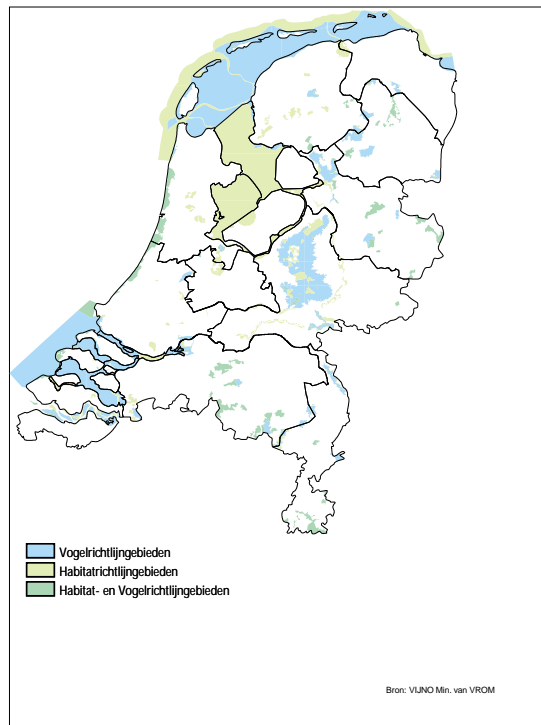 Vogelrichtlijngebieden
Habitatrichtlijngebieden
Habitat- en Vogelrichtlijngebieden
Bron: VIJNO Min. van VROM